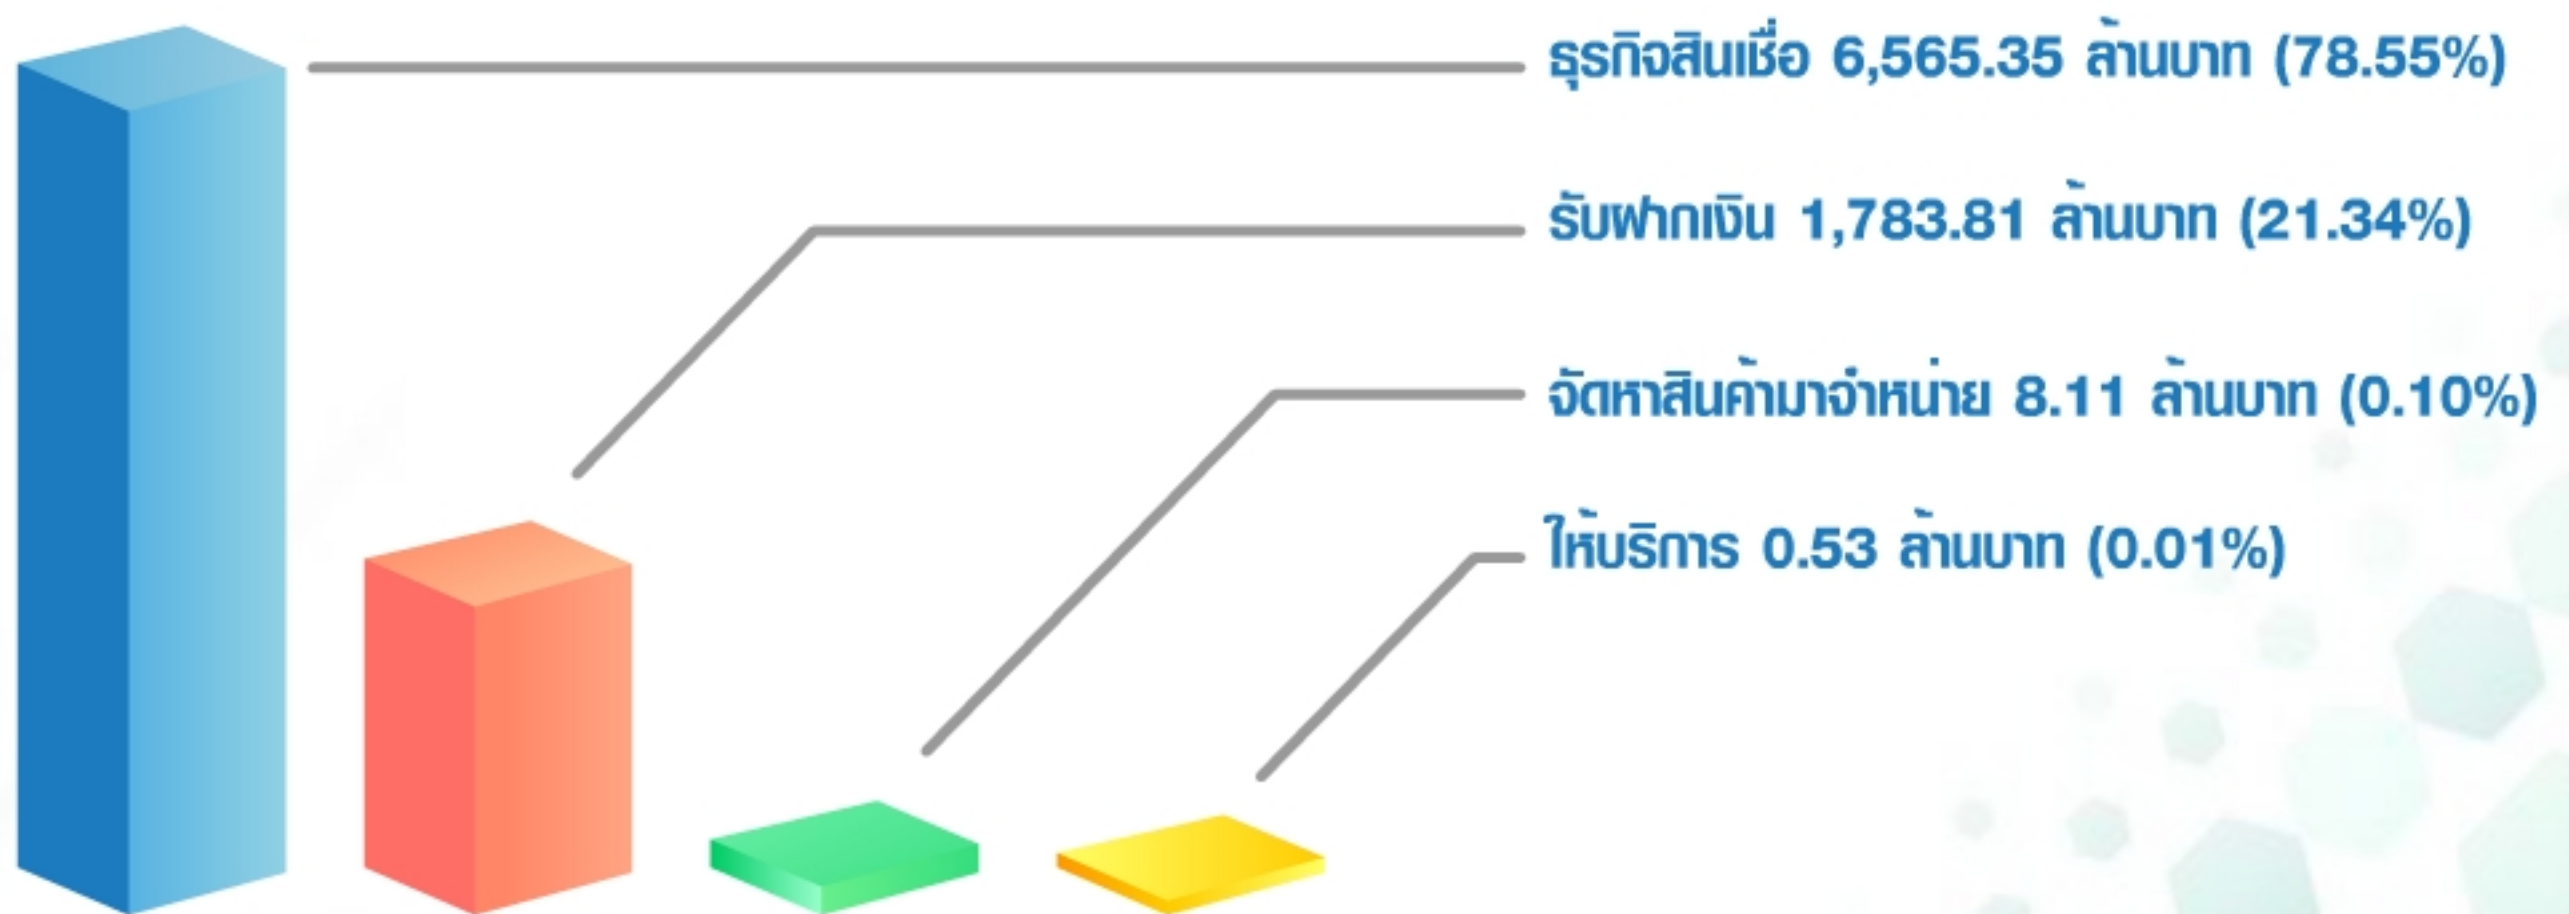 ธุรกิจสินเชื่อ 6,565.35 ล้านบาท (78.55%)
รับฝากเงิน 1,783.81 ล้านบาท (21.34%)
จัดหาสินค้ามาจำหน่าย 8.11 ล้านบาท (0.10%)
ให้บริการ 0.53 ล้านบาท (0.01%)